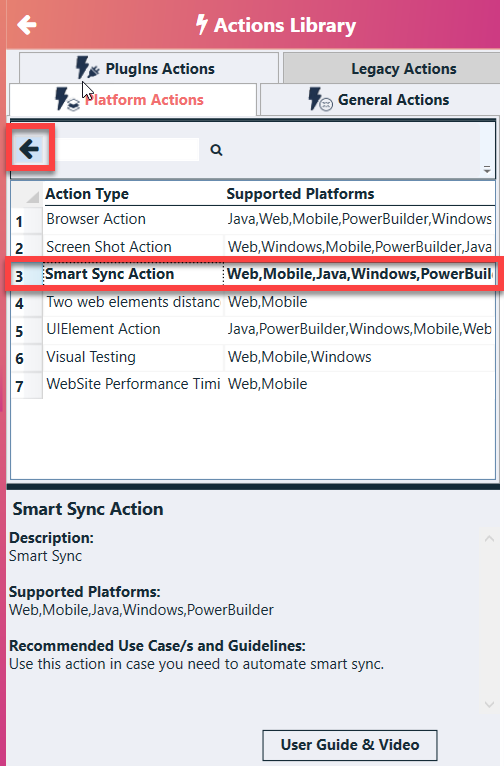 Actions Library
PlugIns Actions Legacy Actions
Platform Actions General Actions
Action Type Supported Platforms
1 Browser Action Java,Web,Mobile,PowerBuilder,Windows
2 Screen Shot Action Web,Windows,Mobile,PowerBuilder,Java
3 Smart Sync Action Web,Mobile,Java,Windows,PowerBuil
4 Two web elements distanc Web,Mobile
5 UIElement Action Java,PowerBuilder,Windows,Mobile,Web
6 Visual Testing Web,Mobile,Windows
7 WebSite Performance Timi Web,Mobile
Smart Sync Action
Description:
Smart Sync
Supported Platforms:
Web,Mobile,Java,Windows,PowerBuilder
Recommended Use Case/s and Guidelines:
Use this action in case you need to automate smart sync.
User Guide & Video